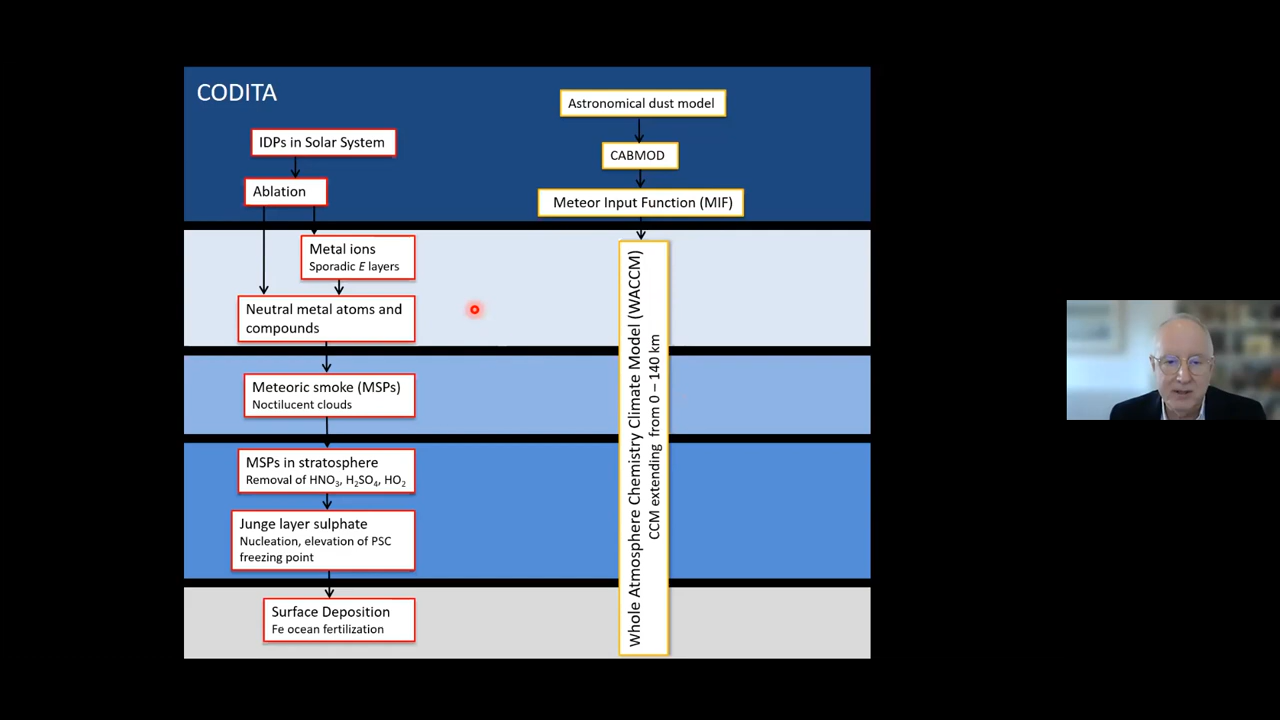 CODITA
IDPs in Solar System
Ablation
Metal ions
Sporadic E layers
Neutral metal atoms and
compounds
Meteoric smoke (MSPs)
Noctilucent clouds
MSPs in stratosphere
Removal of HNO₃, H₂SO₄, HO₂
Junge layer sulphate
Nucleation, elevation of PSC
freezing point
Surface Deposition
Fe ocean fertilization
Astronomical dust model
CABMOD
Meteor Input Function (MIF)
Whole Atmosphere Chemistry Climate Model (WACCM)
CCM extending from 0 – 140 km